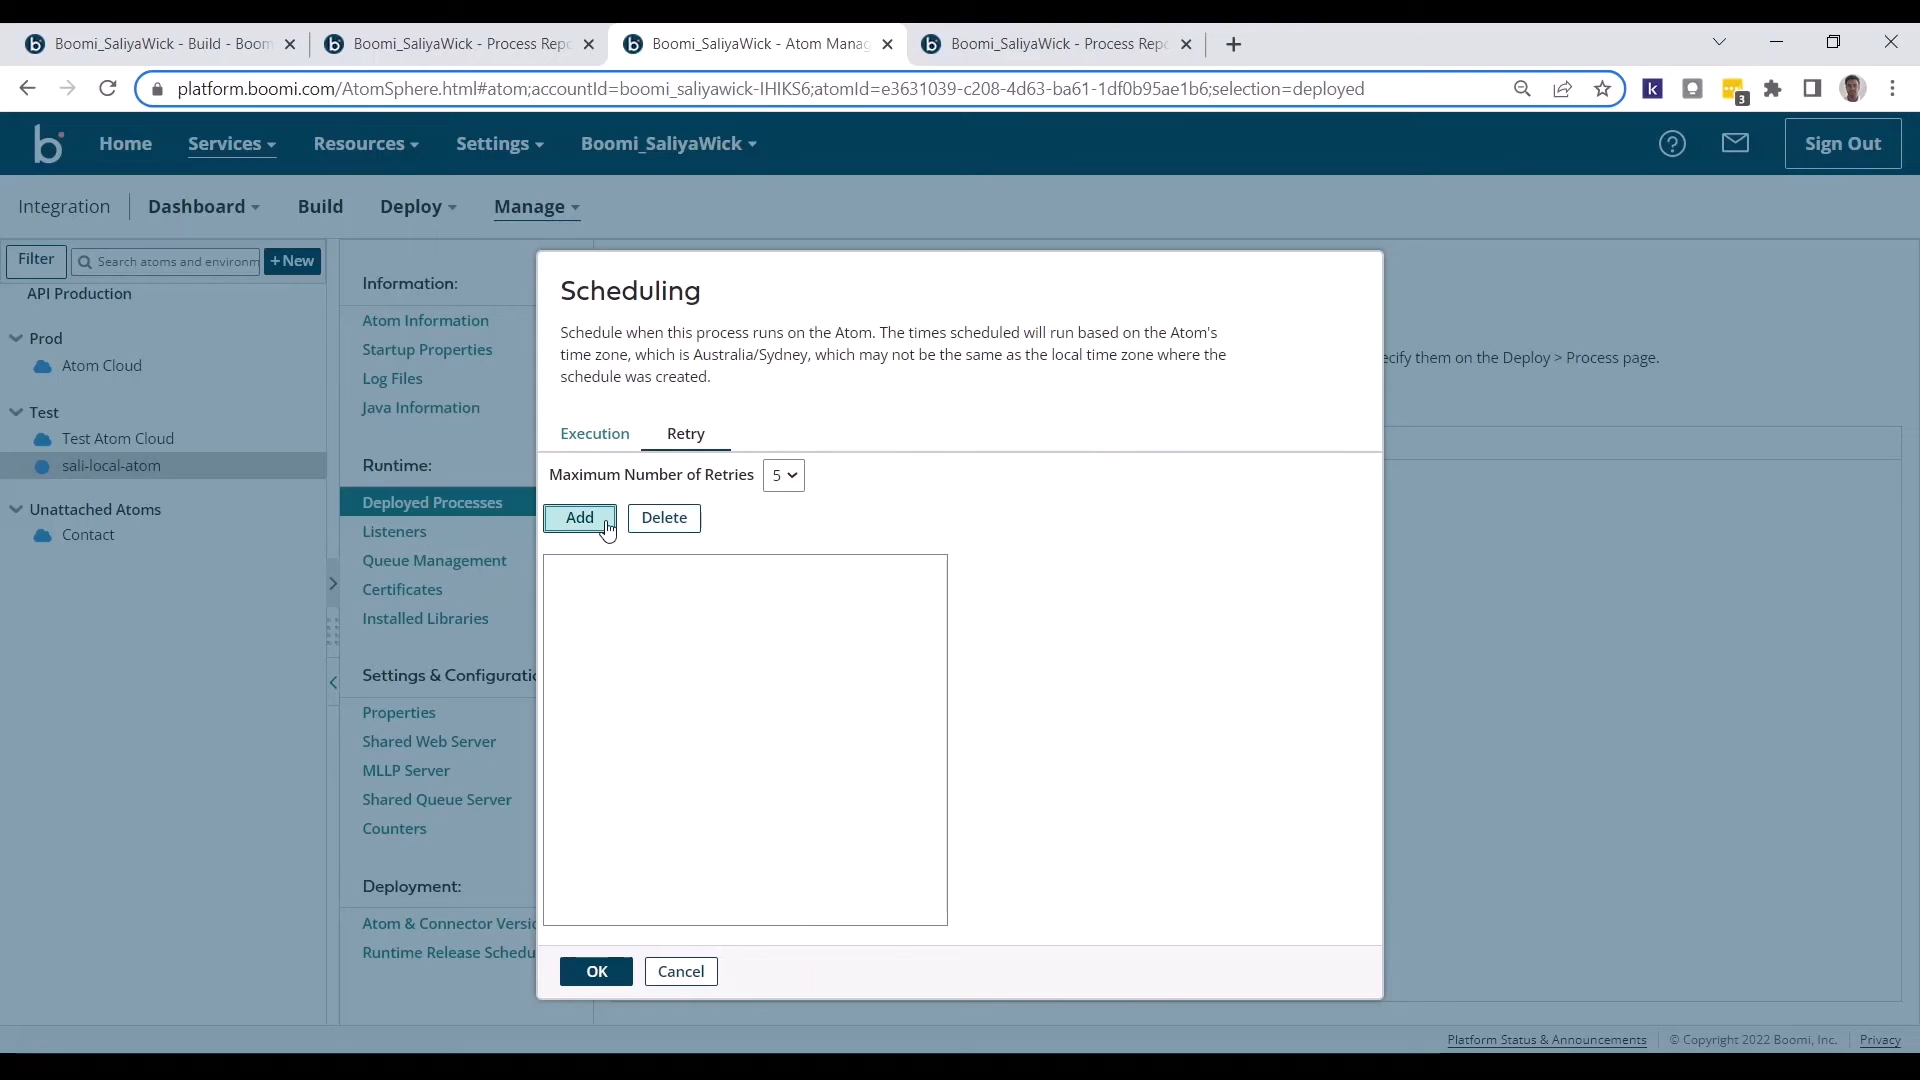 Boomi_SaliyaWick - Build - Boom
Boomi_SaliyaWick - Process Repo
Boomi_SaliyaWick - Atom Manag
Boomi_SaliyaWick - Process Repo
platform.boomi.com/AtomSphere.html#atom;accountId=boomi_saliyawick-IHIKS6;atomId=e3631039-c208-4d63-ba61-1df0b95ae1b6;selection=deployed
3
b Home Services Resources Settings Boomi_SaliyaWick ? Sign Out
Integration Dashboard Build Deploy Manage
Filter Search atoms and environm +New
API Production
Prod
Atom Cloud
Test
Test Atom Cloud
sali-local-atom
Unattached Atoms
Contact
Information:
Atom Information
Startup Properties
Log Files
Java Information
Runtime:
Deployed Processes
Listeners
Queue Management
Certificates
Installed Libraries
Settings & Configuratio
Properties
Shared Web Server
MLLP Server
Shared Queue Server
Counters
Deployment:
Atom & Connector Versio
Runtime Release Schedu
Scheduling
Schedule when this process runs on the Atom. The times scheduled will run based on the Atom's
time zone, which is Australia/Sydney, which may not be the same as the local time zone where the
schedule was created.
Execution Retry
Maximum Number of Retries 5
Add Delete
OK Cancel
ecify them on the Deploy > Process page.
Platform Status & Announcements © Copyright 2022 Boomi, Inc. Privacy